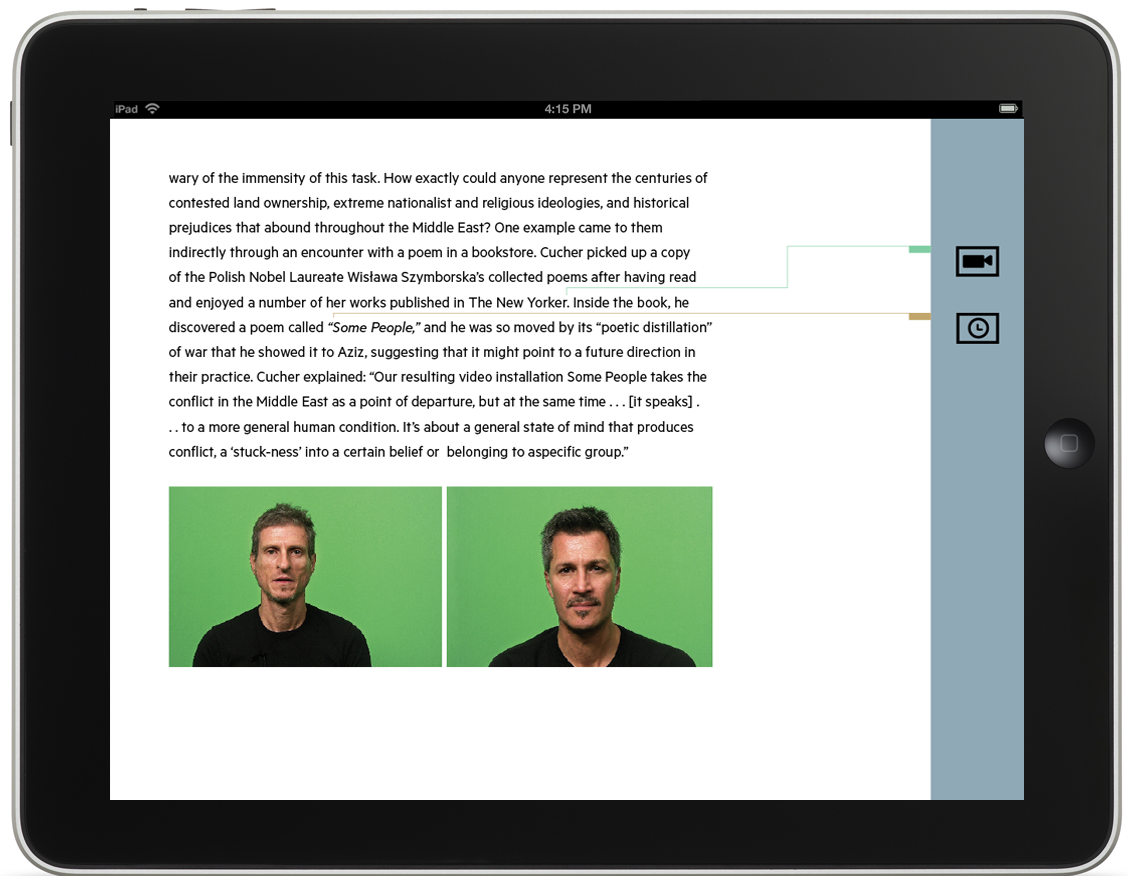 iPad
4:15 PM
wary of the immensity of this task. How exactly could anyone represent the centuries of
contested land ownership, extreme nationalist and religious ideologies, and historical
prejudices that abound throughout the Middle East? One example came to them
indirectly through an encounter with a poem in a bookstore. Cucher picked up a copy
of the Polish Nobel Laureate Wisława Szymborska’s collected poems after having read
and enjoyed a number of her works published in The New Yorker. Inside the book, he
discovered a poem called “Some People,” and he was so moved by its “poetic distillation”
of war that he showed it to Aziz, suggesting that it might point to a future direction in
their practice. Cucher explained: “Our resulting video installation Some People takes the
conflict in the Middle East as a point of departure, but at the same time . . . [it speaks] .
. . to a more general human condition. It’s about a general state of mind that produces
conflict, a ‘stuck-ness’ into a certain belief or  belonging to aspecific group.”